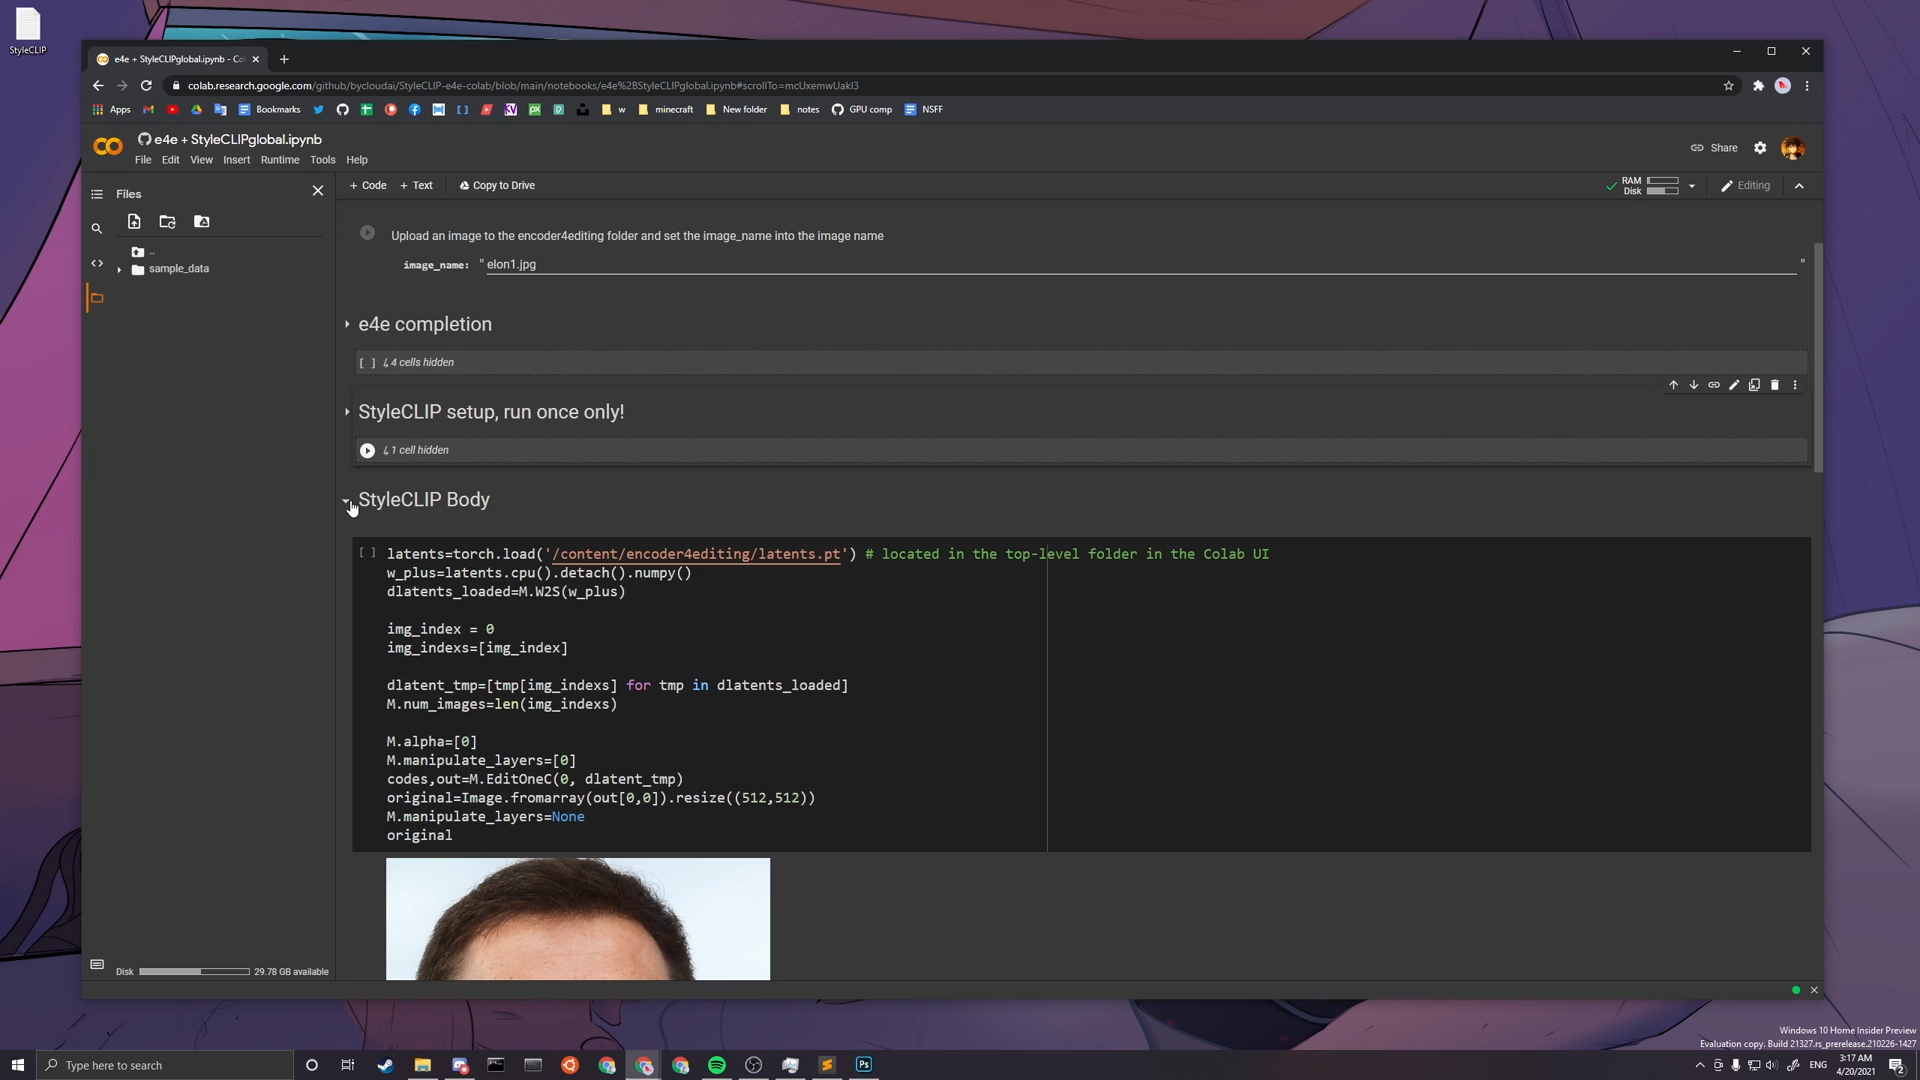 StyleCLIP
e4e + StyleCLIPglobal.ipynb - Co
colab.research.google.com/github/bycloudai/StyleCLIP-e4e-colab/blob/main/notebooks/e4e%2BStyleCLIPglobal.ipynb#scrollTo=mcUxemwUakI3
Apps Bookmarks w minecraft New folder notes GPU comp NSFF
e4e + StyleCLIPglobal.ipynb
File Edit View Insert Runtime Tools Help
Share
Files
+ Code + Text Copy to Drive
RAM
Disk
Editing
..
sample_data
Upload an image to the encoder4editing folder and set the image_name into the image name
image_name: " elon1.jpg "
e4e completion
[ ] 4 cells hidden
StyleCLIP setup, run once only!
1 cell hidden
StyleCLIP Body
[ ] latents=torch.load('/content/encoder4editing/latents.pt') # located in the top-level folder in the Colab UI
w_plus=latents.cpu().detach().numpy()
dlatents_loaded=M.W2S(w_plus)
img_index = 0
img_indexs=[img_index]
dlatent_tmp=[tmp[img_indexs] for tmp in dlatents_loaded]
M.num_images=len(img_indexs)
M.alpha=[0]
M.manipulate_layers=[0]
codes,out=M.EditOneC(0, dlatent_tmp)
original=Image.fromarray(out[0,0]).resize((512,512))
M.manipulate_layers=None
original
Disk 29.78 GB available
Windows 10 Home Insider Preview
Evaluation copy. Build 21327.rs_prerelease.210226-1427
Type here to search
Ps
ENG
3:17 AM
4/20/2021
2